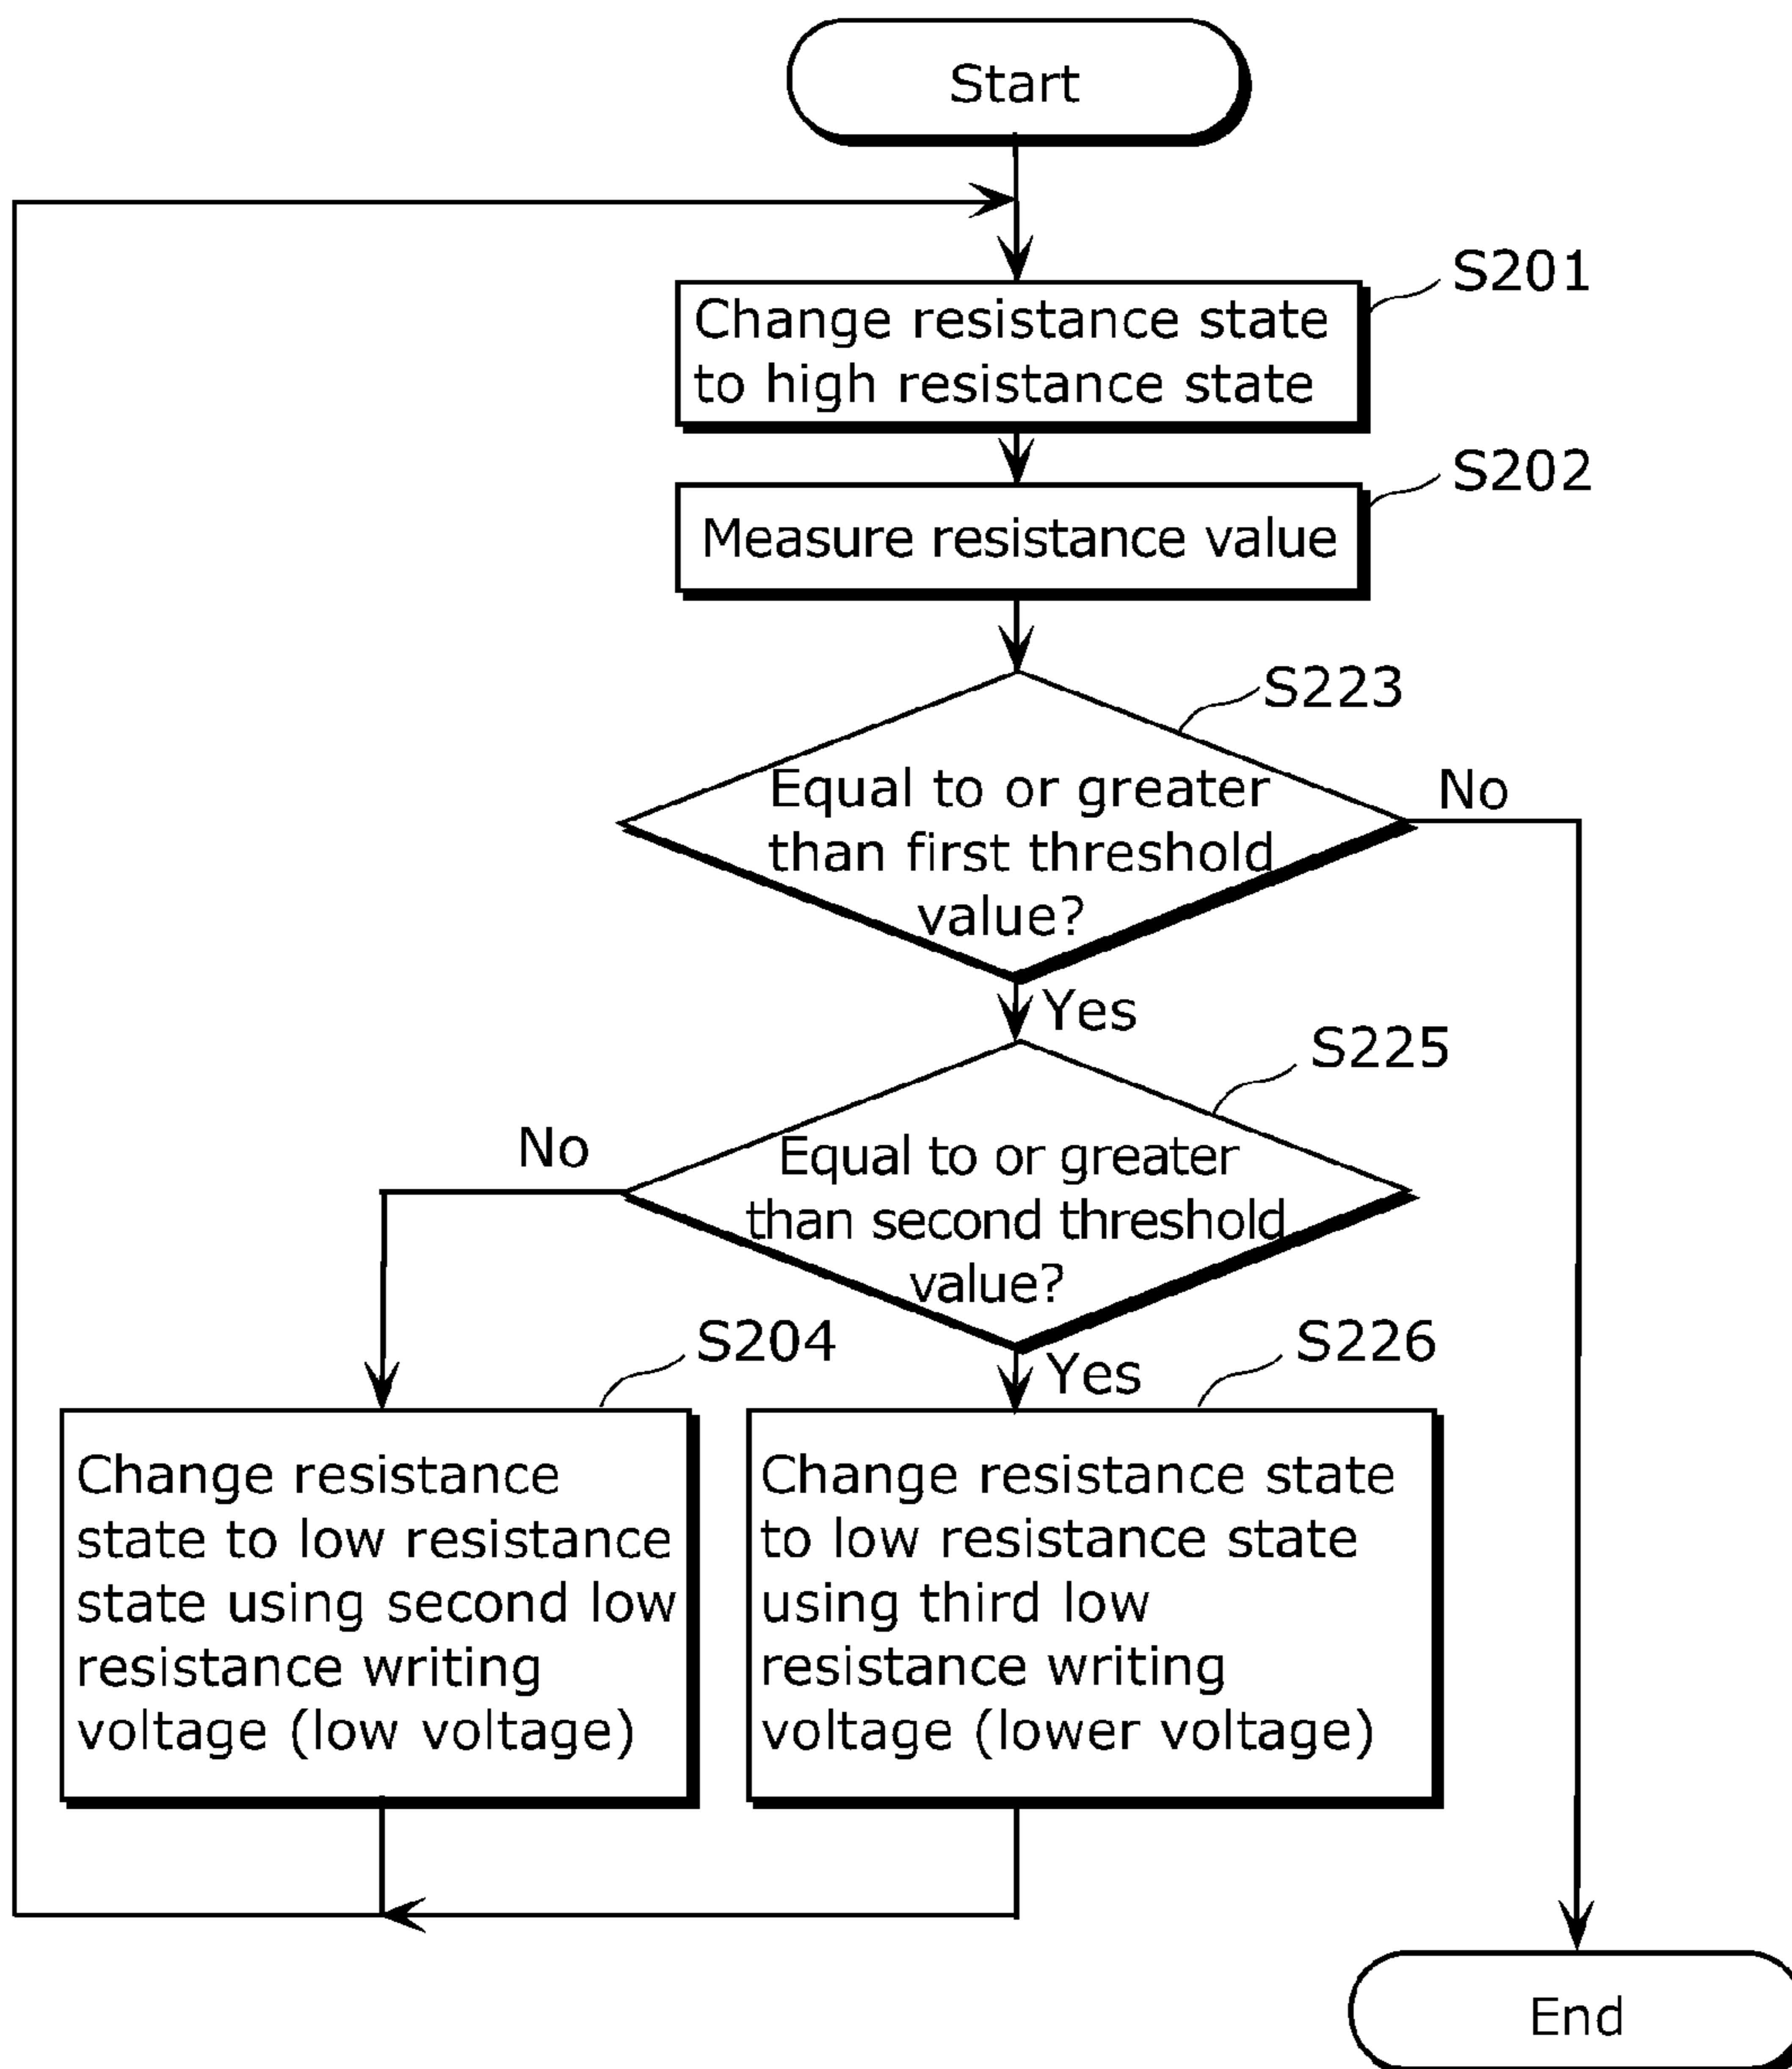 Start
S201
Change resistance state
to high resistance state
S202
Measure resistance value
S223
Equal to or greater
than first threshold
value?
No
Yes
S225
No
Equal to or greater
than second threshold
value?
S204
Yes
S226
Change resistance
state to low resistance
state using second low
resistance writing
voltage (low voltage)
Change resistance state
to low resistance state
using third low
resistance writing
voltage (lower voltage)
End